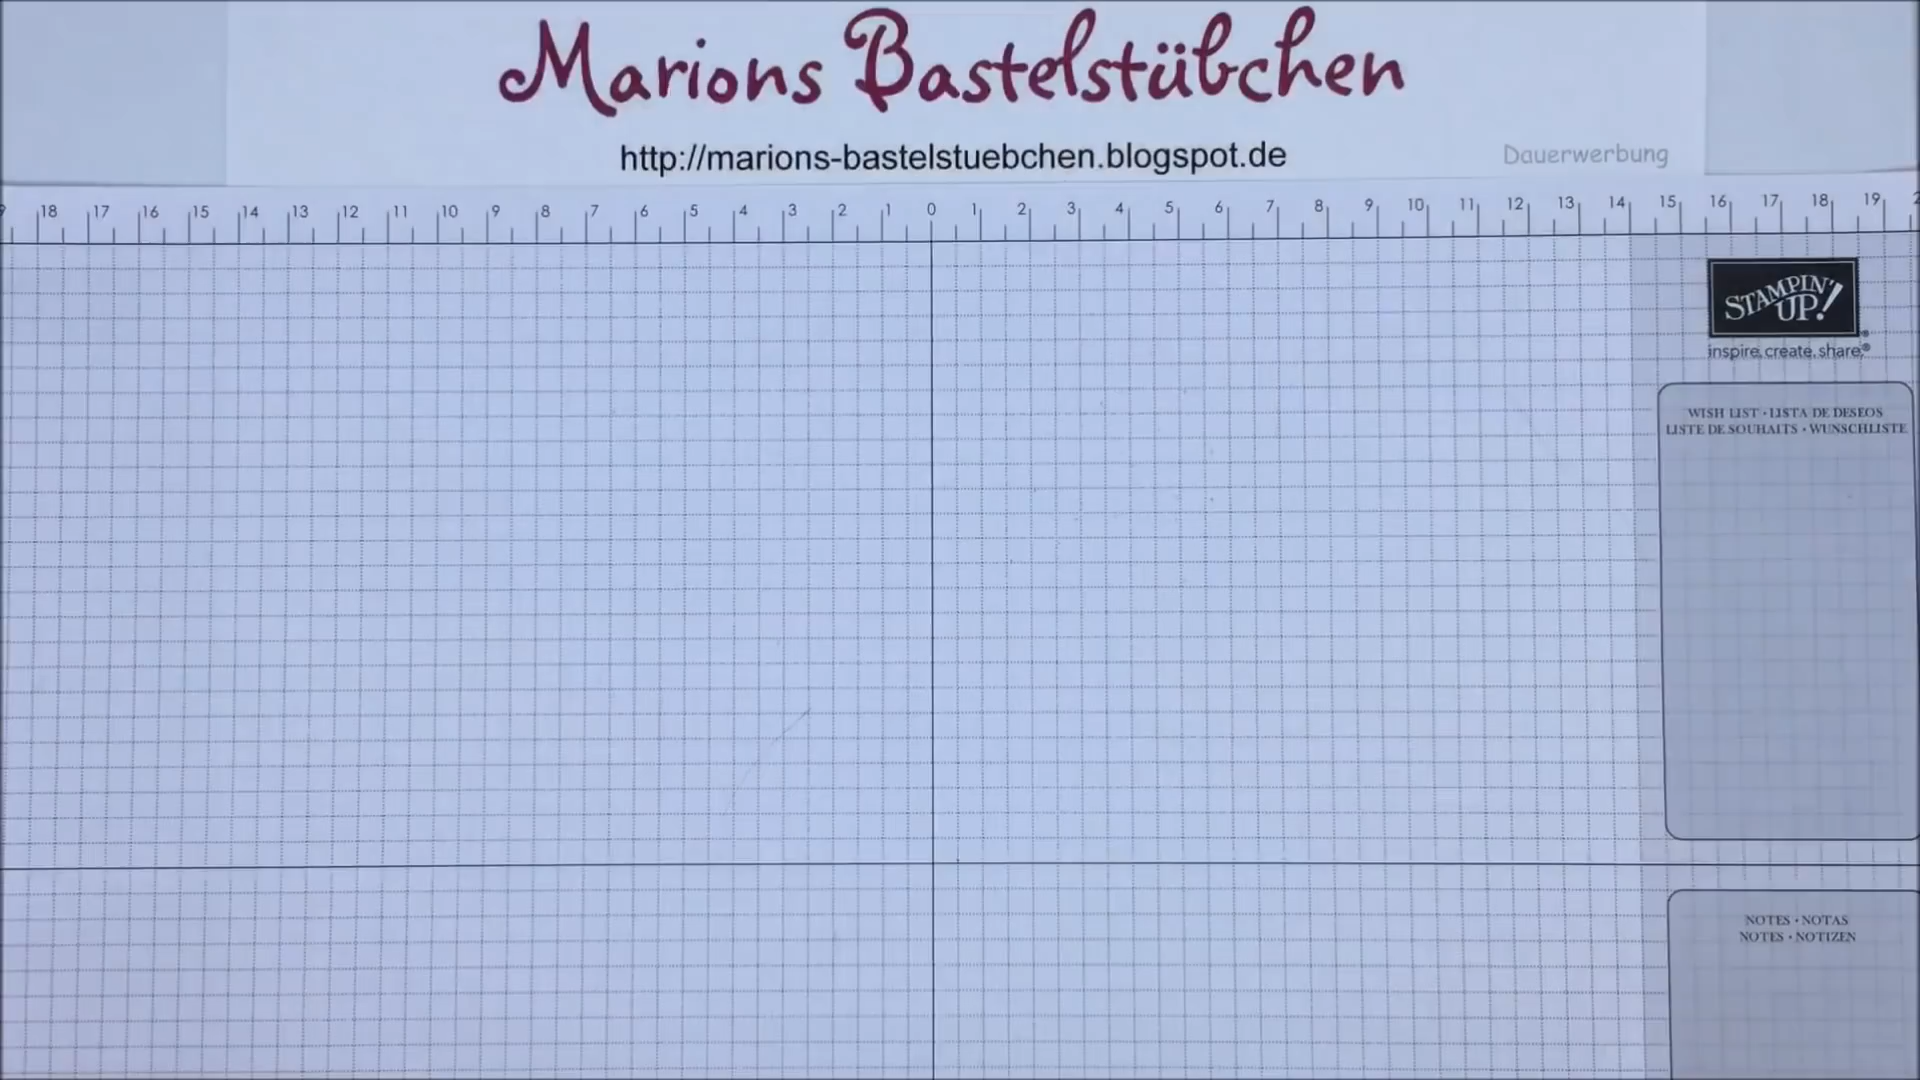 Marions Bastelstübchen
http://marions-bastelstuebchen.blogspot.de
Dauerwerbung
18 17 16 15 14 13 12 11 10 9 8 7 6 5 4 3 2 1 0 1 2 3 4 5 6 7 8 9 10 11 12 13 14 15 16 17 18 19
STAMPIN' UP!®
inspire.create.share.®
WISH LIST • LISTA DE DESEOS
LISTE DE SOUHAITS • WUNSCHLISTE
NOTES • NOTAS
NOTES • NOTIZEN